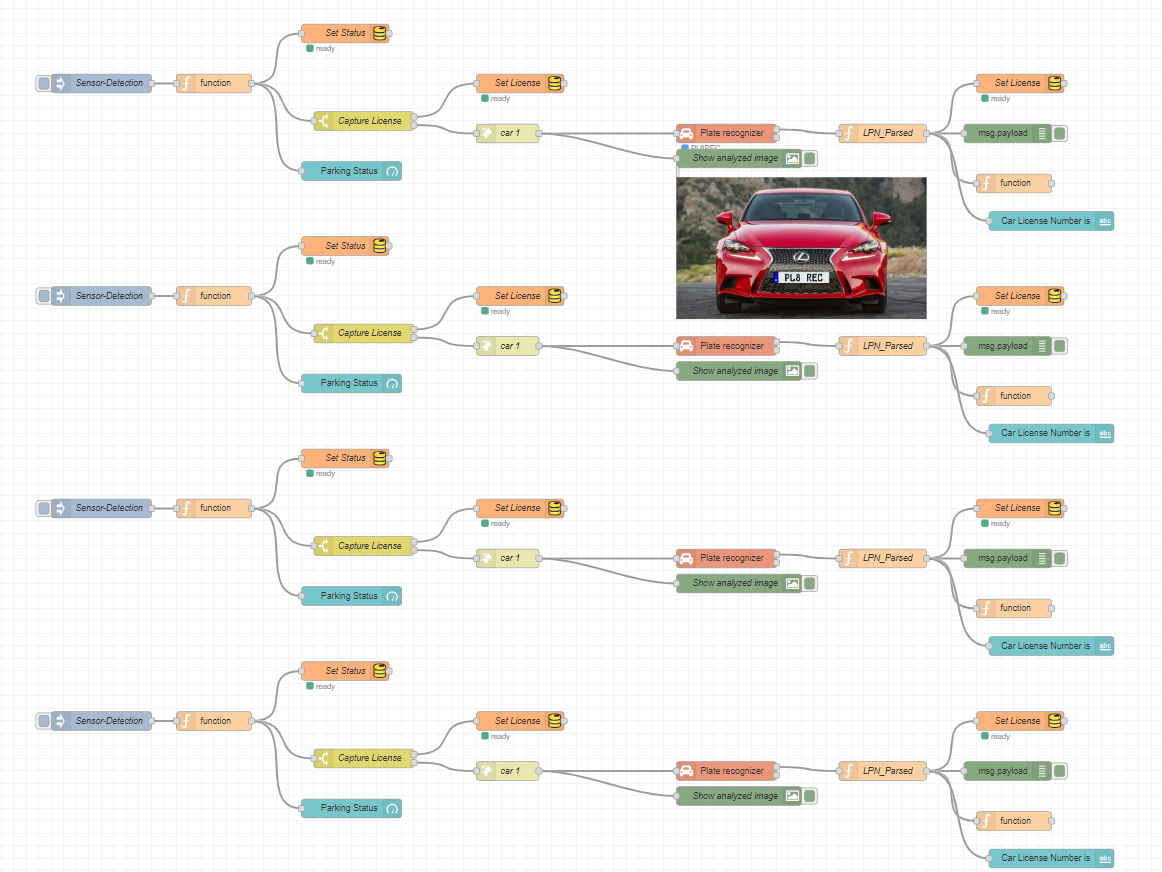 Set Status
ready
Sensor-Detection
function
Set License
ready
Set License
ready
Capture License
car 1
Plate recognizer
LPN_Parsed
msg.payload
PL8REC
Show analyzed image
Parking Status
function
Car License Number is
abc
PL8 REC
Set Status
ready
Sensor-Detection
function
Set License
ready
Set License
ready
Capture License
car 1
Plate recognizer
LPN_Parsed
msg.payload
Show analyzed image
Parking Status
function
Car License Number is
abc
Set Status
ready
Sensor-Detection
function
Set License
ready
Set License
ready
Capture License
car 1
Plate recognizer
LPN_Parsed
msg.payload
Show analyzed image
Parking Status
function
Car License Number is
abc
Set Status
ready
Sensor-Detection
function
Set License
ready
Set License
ready
Capture License
car 1
Plate recognizer
LPN_Parsed
msg.payload
Show analyzed image
Parking Status
function
Car License Number is
abc